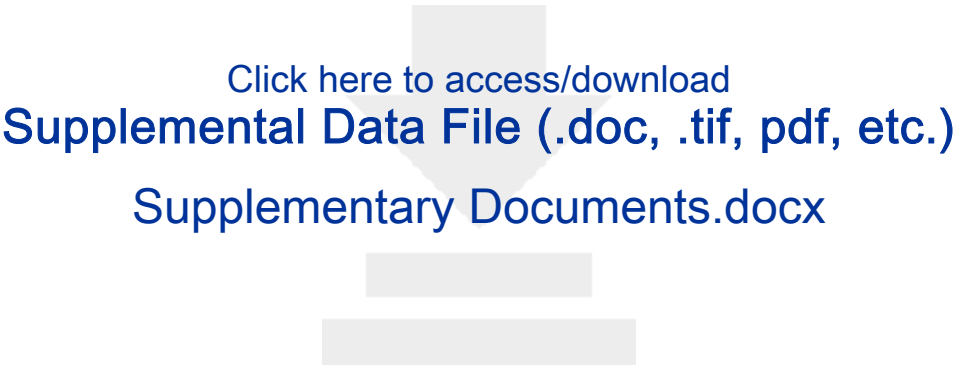 Click here to access/download
Supplemental Data File (.doc, .tif, pdf, etc.)
Supplementary Documents.docx